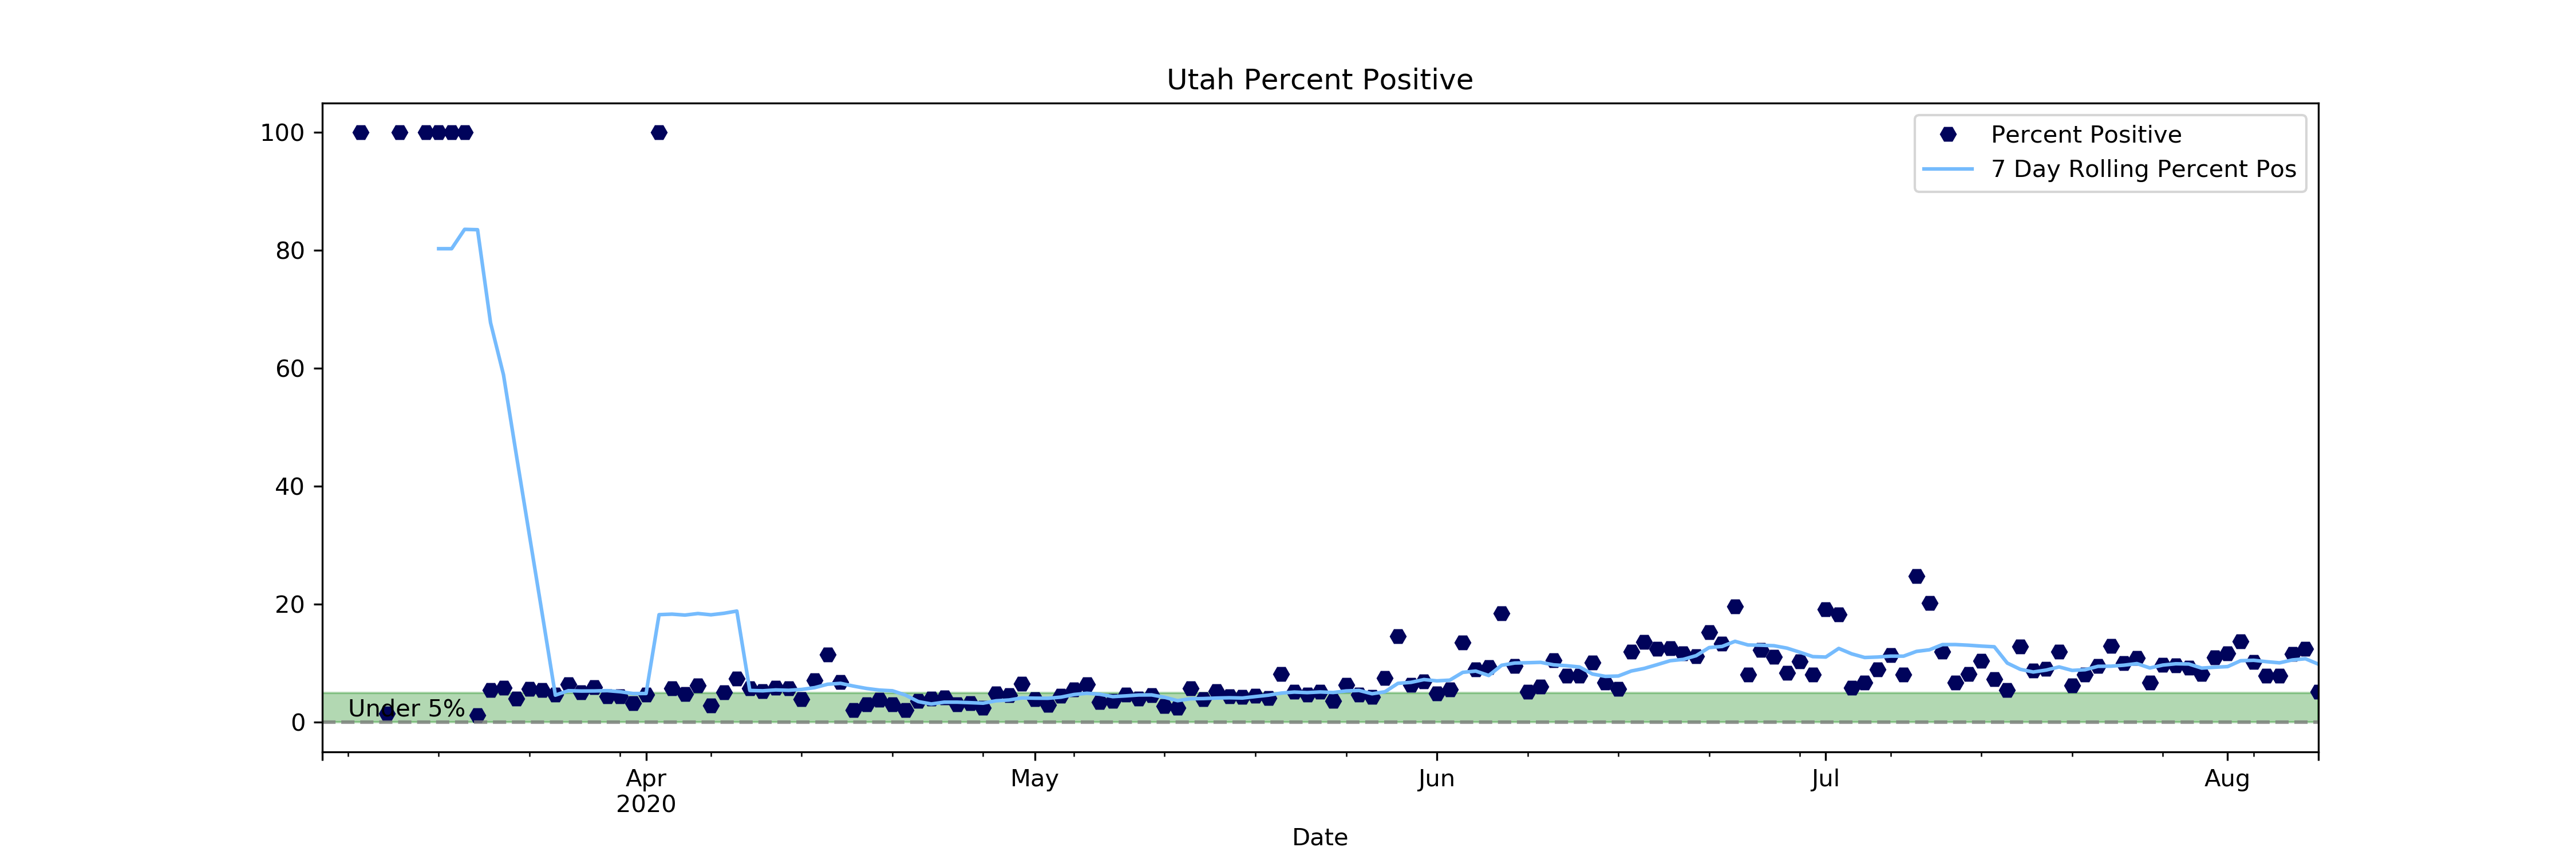 Utah Percent Positive
100
80
60
40
20
0
Percent Positive
7 Day Rolling Percent Pos
Under 5%
Apr
2020
May
Jun
Jul
Aug
Date